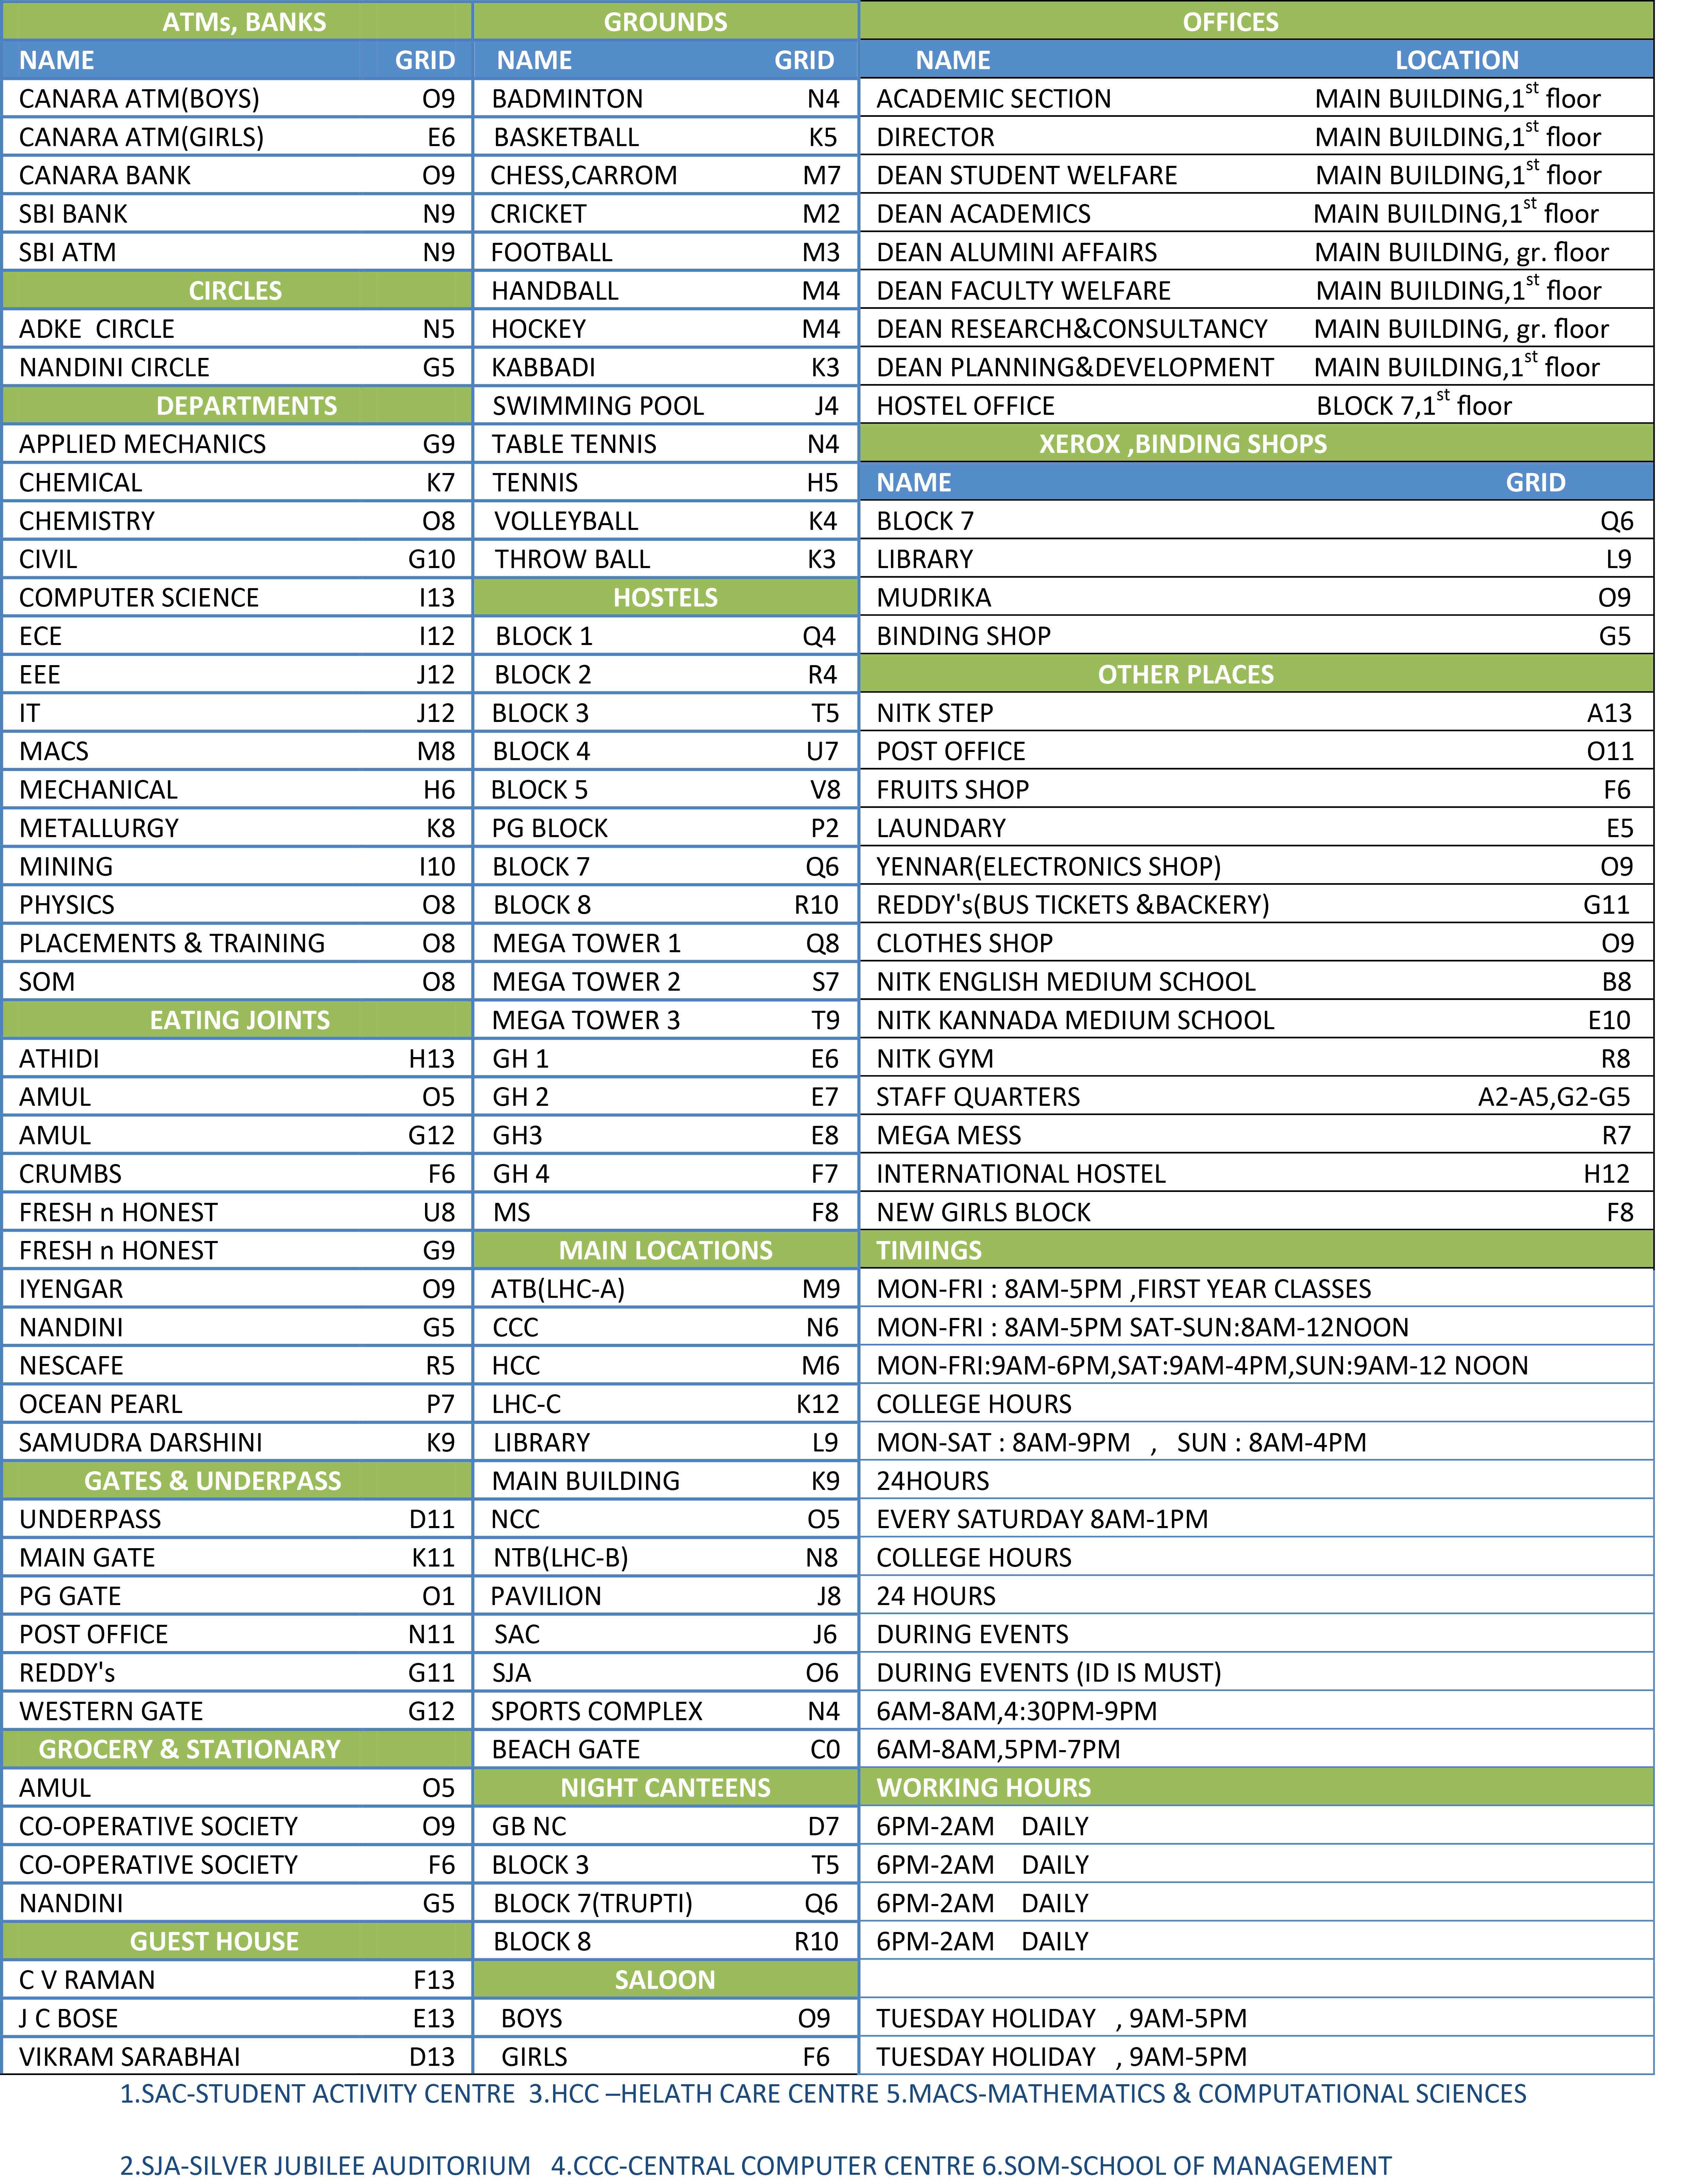 ATMs, BANKS GROUNDS OFFICES
NAME GRID NAME GRID NAME LOCATION
CANARA ATM(BOYS) O9 BADMINTON N4 ACADEMIC SECTION MAIN BUILDING,1st floor
CANARA ATM(GIRLS) E6 BASKETBALL K5 DIRECTOR MAIN BUILDING,1st floor
CANARA BANK O9 CHESS,CARROM M7 DEAN STUDENT WELFARE MAIN BUILDING,1st floor
SBI BANK N9 CRICKET M2 DEAN ACADEMICS MAIN BUILDING,1st floor
SBI ATM N9 FOOTBALL M3 DEAN ALUMINI AFFAIRS MAIN BUILDING, gr. floor
CIRCLES HANDBALL M4 DEAN FACULTY WELFARE MAIN BUILDING,1st floor
ADKE CIRCLE N5 HOCKEY M4 DEAN RESEARCH&CONSULTANCY MAIN BUILDING, gr. floor
NANDINI CIRCLE G5 KABBADI K3 DEAN PLANNING&DEVELOPMENT MAIN BUILDING,1st floor
DEPARTMENTS SWIMMING POOL J4 HOSTEL OFFICE BLOCK 7,1st floor
APPLIED MECHANICS G9 TABLE TENNIS N4 XEROX ,BINDING SHOPS
CHEMICAL K7 TENNIS H5 NAME GRID
CHEMISTRY O8 VOLLEYBALL K4 BLOCK 7 Q6
CIVIL G10 THROW BALL K3 LIBRARY L9
COMPUTER SCIENCE I13 HOSTELS MUDRIKA O9
ECE I12 BLOCK 1 Q4 BINDING SHOP G5
EEE J12 BLOCK 2 R4 OTHER PLACES
IT J12 BLOCK 3 T5 NITK STEP A13
MACS M8 BLOCK 4 U7 POST OFFICE O11
MECHANICAL H6 BLOCK 5 V8 FRUITS SHOP F6
METALLURGY K8 PG BLOCK P2 LAUNDARY E5
MINING I10 BLOCK 7 Q6 YENNAR(ELECTRONICS SHOP) O9
PHYSICS O8 BLOCK 8 R10 REDDY's(BUS TICKETS &BACKERY) G11
PLACEMENTS & TRAINING O8 MEGA TOWER 1 Q8 CLOTHES SHOP O9
SOM O8 MEGA TOWER 2 S7 NITK ENGLISH MEDIUM SCHOOL B8
EATING JOINTS MEGA TOWER 3 T9 NITK KANNADA MEDIUM SCHOOL E10
ATHIDI H13 GH 1 E6 NITK GYM R8
AMUL O5 GH 2 E7 STAFF QUARTERS A2-A5,G2-G5
AMUL G12 GH3 E8 MEGA MESS R7
CRUMBS F6 GH 4 F7 INTERNATIONAL HOSTEL H12
FRESH n HONEST U8 MS F8 NEW GIRLS BLOCK F8
FRESH n HONEST G9 MAIN LOCATIONS TIMINGS
IYENGAR O9 ATB(LHC-A) M9 MON-FRI : 8AM-5PM ,FIRST YEAR CLASSES
NANDINI G5 CCC N6 MON-FRI : 8AM-5PM SAT-SUN:8AM-12NOON
NESCAFE R5 HCC M6 MON-FRI:9AM-6PM,SAT:9AM-4PM,SUN:9AM-12 NOON
OCEAN PEARL P7 LHC-C K12 COLLEGE HOURS
SAMUDRA DARSHINI K9 LIBRARY L9 MON-SAT : 8AM-9PM , SUN : 8AM-4PM
GATES & UNDERPASS MAIN BUILDING K9 24HOURS
UNDERPASS D11 NCC O5 EVERY SATURDAY 8AM-1PM
MAIN GATE K11 NTB(LHC-B) N8 COLLEGE HOURS
PG GATE O1 PAVILION J8 24 HOURS
POST OFFICE N11 SAC J6 DURING EVENTS
REDDY's G11 SJA O6 DURING EVENTS (ID IS MUST)
WESTERN GATE G12 SPORTS COMPLEX N4 6AM-8AM,4:30PM-9PM
GROCERY & STATIONARY BEACH GATE C0 6AM-8AM,5PM-7PM
AMUL O5 NIGHT CANTEENS WORKING HOURS
CO-OPERATIVE SOCIETY O9 GB NC D7 6PM-2AM DAILY
CO-OPERATIVE SOCIETY F6 BLOCK 3 T5 6PM-2AM DAILY
NANDINI G5 BLOCK 7(TRUPTI) Q6 6PM-2AM DAILY
GUEST HOUSE BLOCK 8 R10 6PM-2AM DAILY
C V RAMAN F13 SALOON
J C BOSE E13 BOYS O9 TUESDAY HOLIDAY , 9AM-5PM
VIKRAM SARABHAI D13 GIRLS F6 TUESDAY HOLIDAY , 9AM-5PM
1.SAC-STUDENT ACTIVITY CENTRE 3.HCC –HELATH CARE CENTRE 5.MACS-MATHEMATICS & COMPUTATIONAL SCIENCES
2.SJA-SILVER JUBILEE AUDITORIUM 4.CCC-CENTRAL COMPUTER CENTRE 6.SOM-SCHOOL OF MANAGEMENT